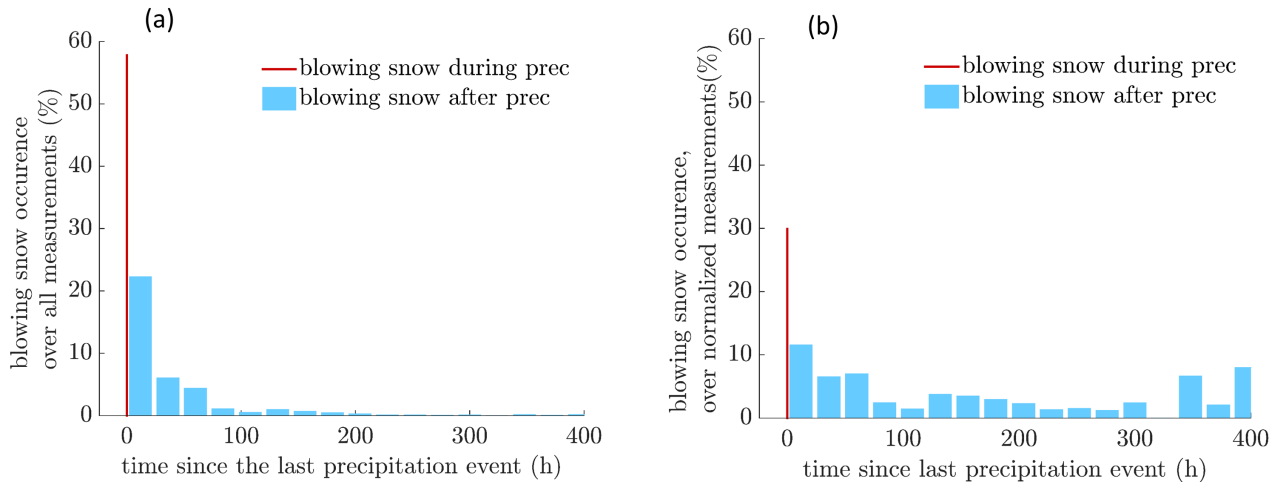 (a)
60
50
40
30
20
10
0
blowing snow occurence
over all measurements (%)
blowing snow during prec
blowing snow after prec
0 100 200 300 400
time since the last precipitation event (h)
(b)
60
50
40
30
20
10
0
blowing snow occurence,
over normalized measurements(%)
blowing snow during prec
blowing snow after prec
0 100 200 300 400
time since last precipitation event (h)